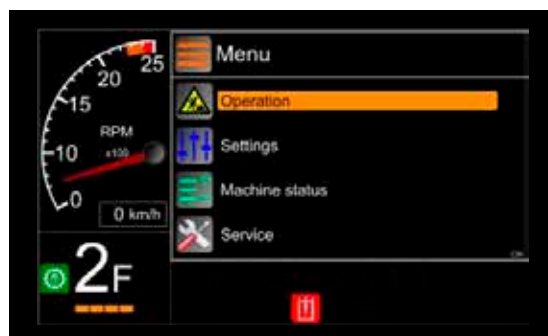 25
20
15
RPM
x100
10
0
0 km/h
2F
Menu
Operation
Settings
Machine status
Service